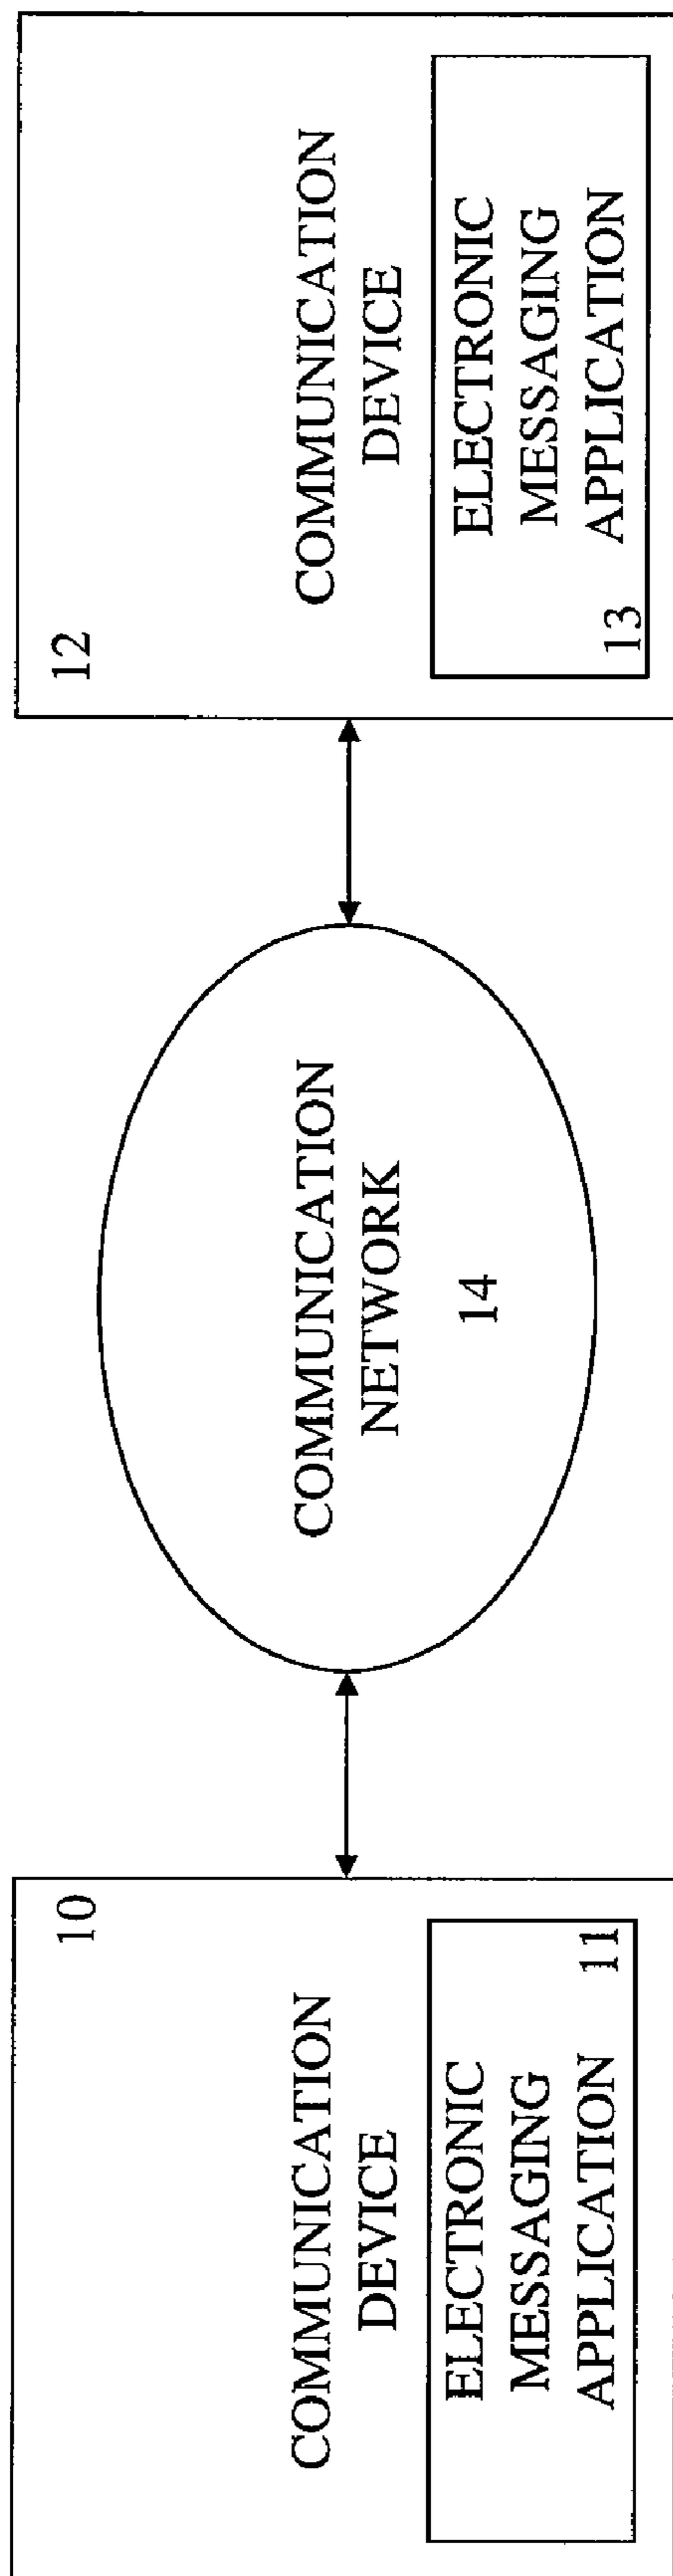 10
COMMUNICATION
DEVICE
ELECTRONIC
MESSAGING
APPLICATION
11
COMMUNICATION
NETWORK
14
12
COMMUNICATION
DEVICE
ELECTRONIC
MESSAGING
APPLICATION
13